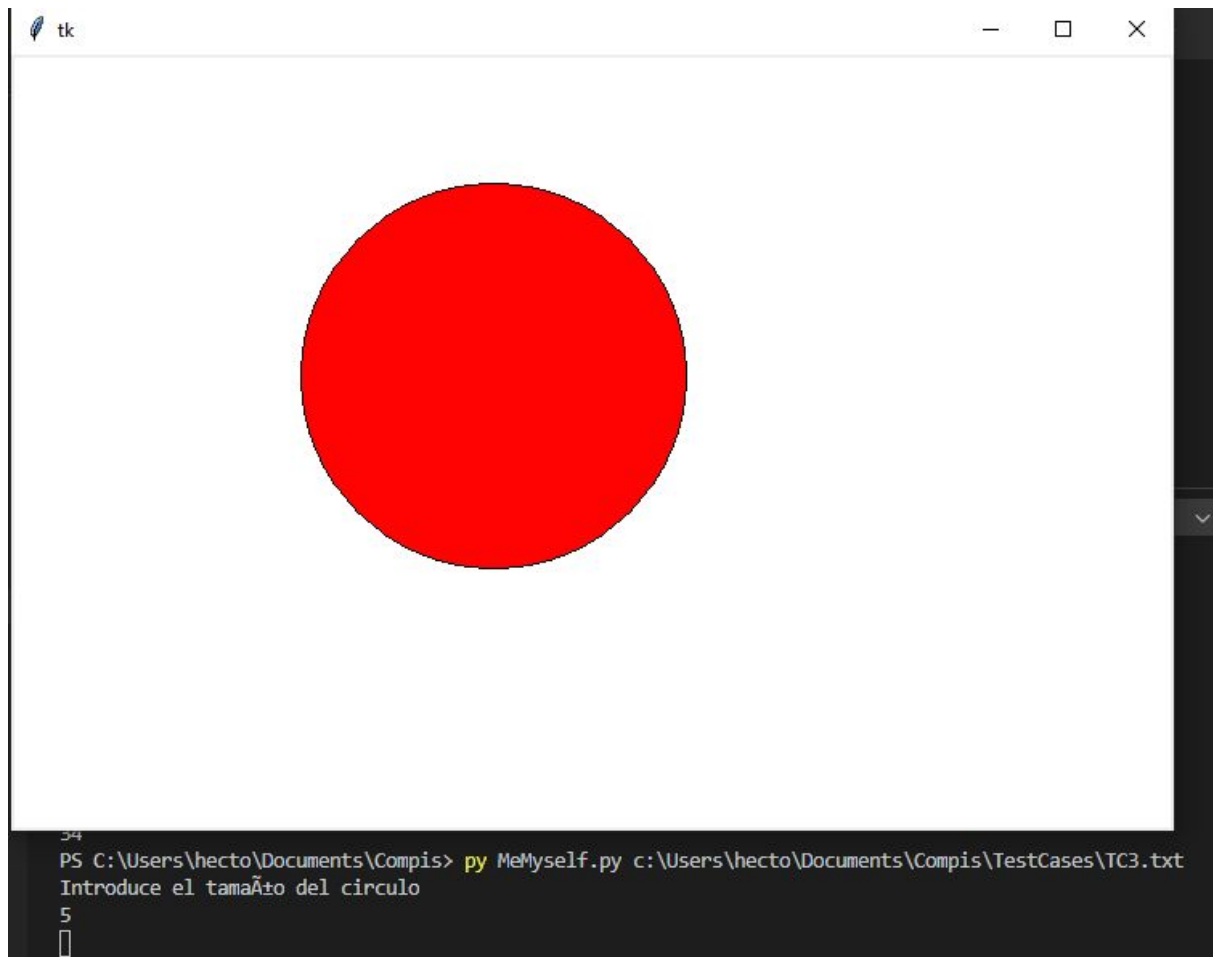 tk
34
PS C:\Users\hecto\Documents\Compis> py MeMyself.py c:\Users\hecto\Documents\Compis\TestCases\TC3.txt
Introduce el tamaÃ±o del circulo
5